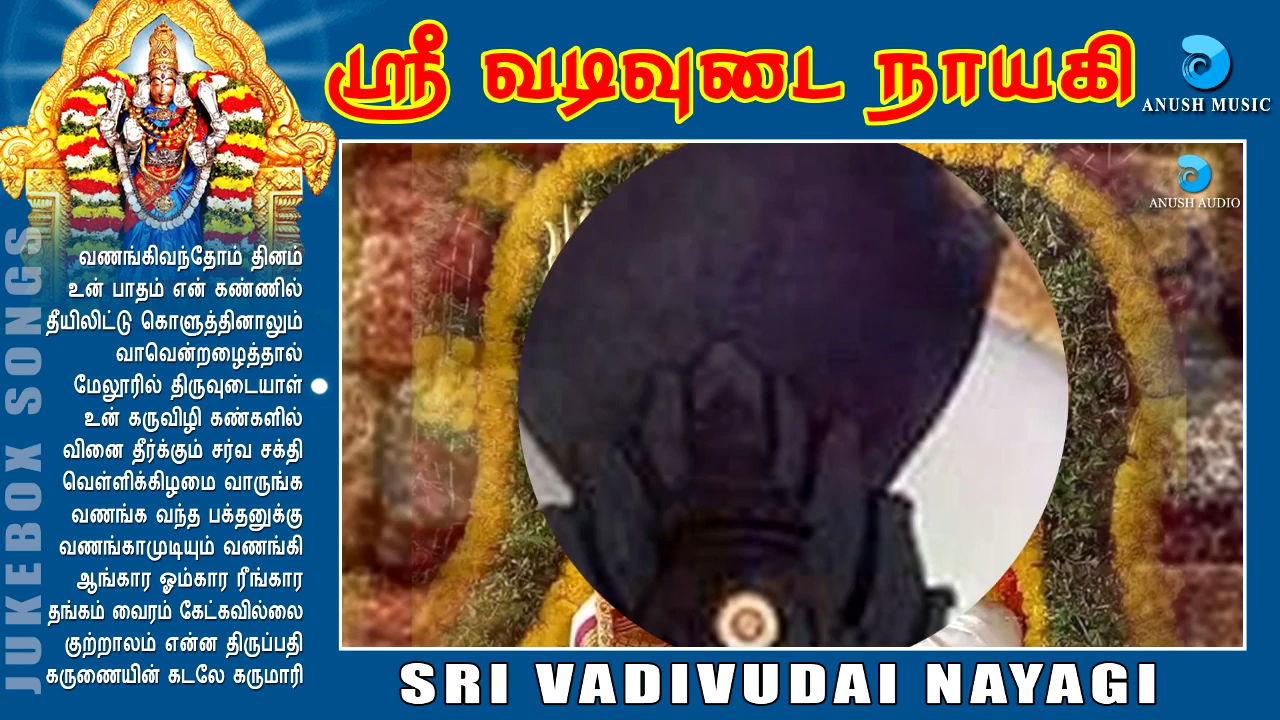 ஸ்ரீ வடிவுடை நாயகி
ANUSH MUSIC
ANUSH AUDIO
JUKEBOX SONGS
வணங்கிவந்தோம் தினம்
உன் பாதம் என் கண்ணில்
தீயிலிட்டு கொளுத்தினாலும்
வாவென்றழைத்தால்
மேலூரில் திருவுடையாள்
உன் கருவிழி கண்களில்
வினை தீர்க்கும் சர்வ சக்தி
வெள்ளிக்கிழமை வாருங்க
வணங்க வந்த பக்தனுக்கு
வணங்காமுடியும் வணங்கி
ஆங்கார ஓம்கார ரீங்கார
தங்கம் வைரம் கேட்கவில்லை
குற்றாலம் என்ன திருப்பதி
கருணையின் கடலே கருமாரி
SRI VADIVUDAI NAYAGI